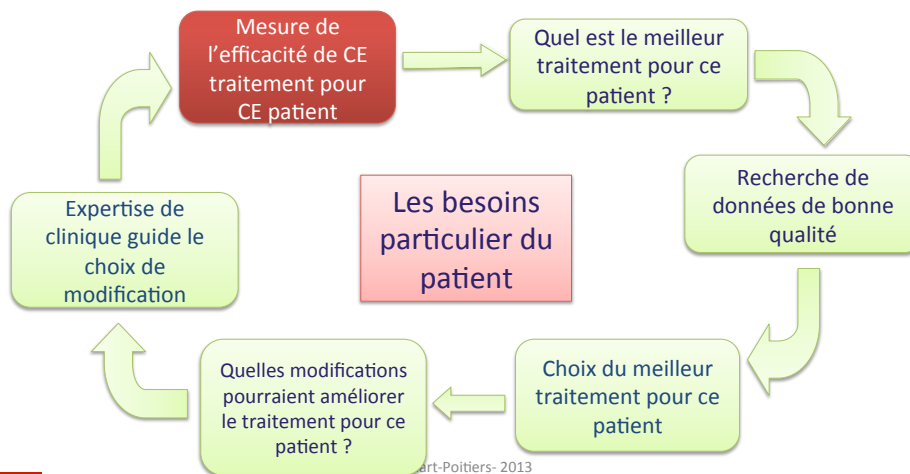 Mesure de
l'efficacité de CE
traitement pour
CE patient
Quel est le meilleur
traitement pour ce
patient ?
Recherche de
données de bonne
qualité
Choix du meilleur
traitement pour ce
patient
Quelles modifications
pourraient améliorer
le traitement pour ce
patient ?
Expertise de
clinique guide le
choix de
modification
Les besoins
particulier du
patient
art-Poitiers- 2013